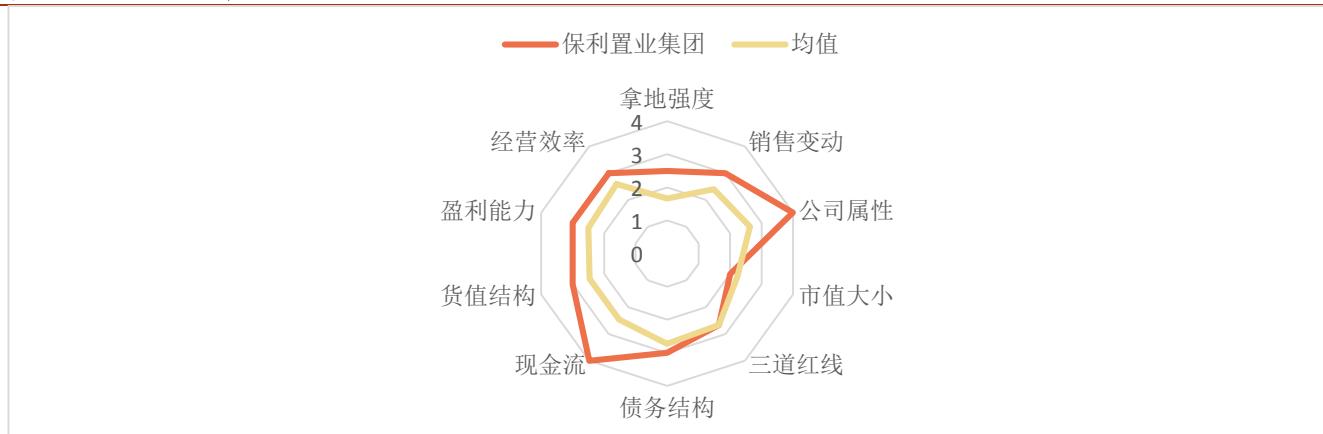 保利置业集团 均值
拿地强度
4
经营效率 销售变动
3
2
盈利能力 公司属性
1
0
货值结构 市值大小
现金流 三道红线
债务结构